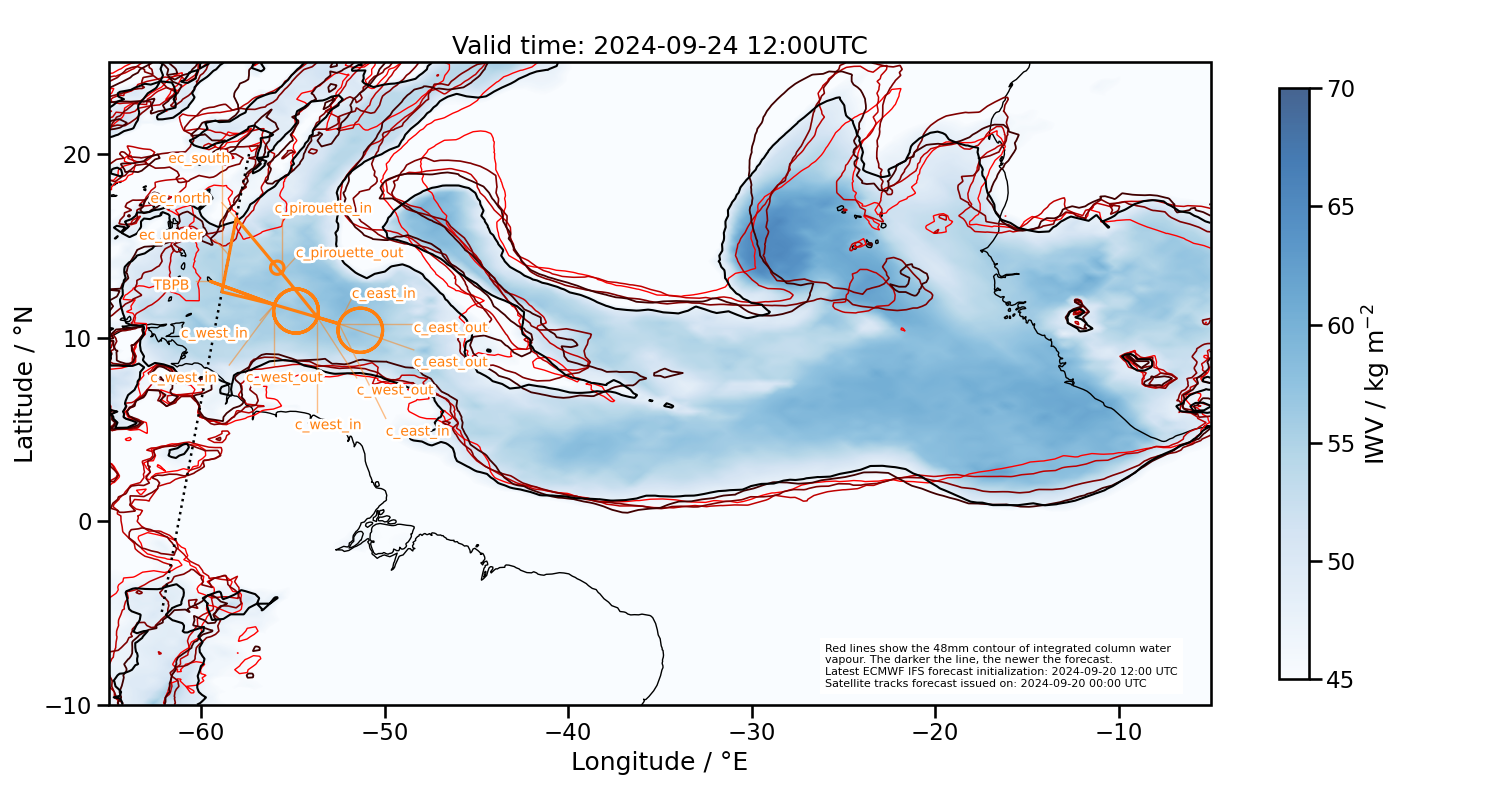 Valid time: 2024-09-24 12:00UTC
ec_south
ec_north
c_pirouette_in
ec_under
c_pirouette_out
TBPB
c_east_in
c_west_in
c_east_out
c_east_out
c_west_in
c-west_out
c_west_out
c_west_in
c_east_in
20
10
0
−10
−60
−50
−40
−30
−20
−10
Latitude / °N
Longitude / °E
Red lines show the 48mm contour of integrated column water
vapour. The darker the line, the newer the forecast.
Latest ECMWF IFS forecast initialization: 2024-09-20 12:00 UTC
Satellite tracks forecast issued on: 2024-09-20 00:00 UTC
70
65
60
55
50
45
IWV / kg m⁻²